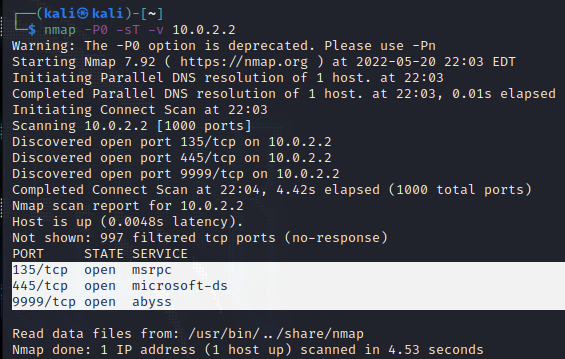 ┌──(kali㉿kali)-[~]
└─$ nmap -P0 -sT -v 10.0.2.2
Warning: The -P0 option is deprecated. Please use -Pn
Starting Nmap 7.92 ( https://nmap.org ) at 2022-05-20 22:03 EDT
Initiating Parallel DNS resolution of 1 host. at 22:03
Completed Parallel DNS resolution of 1 host. at 22:03, 0.01s elapsed
Initiating Connect Scan at 22:03
Scanning 10.0.2.2 [1000 ports]
Discovered open port 135/tcp on 10.0.2.2
Discovered open port 445/tcp on 10.0.2.2
Discovered open port 9999/tcp on 10.0.2.2
Completed Connect Scan at 22:04, 4.42s elapsed (1000 total ports)
Nmap scan report for 10.0.2.2
Host is up (0.0048s latency).
Not shown: 997 filtered tcp ports (no-response)
PORT     STATE SERVICE
135/tcp  open  msrpc
445/tcp  open  microsoft-ds
9999/tcp open  abyss
Read data files from: /usr/bin/../share/nmap
Nmap done: 1 IP address (1 host up) scanned in 4.53 seconds